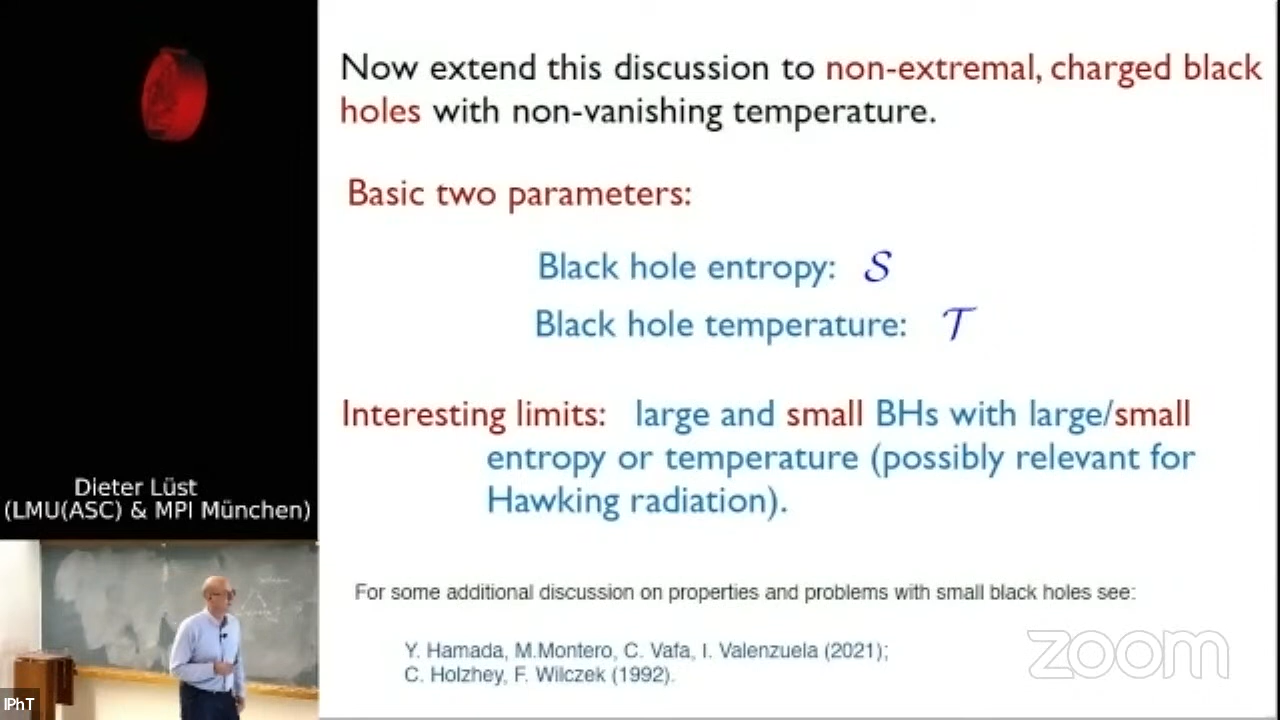 Now extend this discussion to non-extremal, charged black
holes with non-vanishing temperature.
Basic two parameters:
Black hole entropy: S
Black hole temperature: T
Interesting limits: large and small BHs with large/small
entropy or temperature (possibly relevant for
Hawking radiation).
For some additional discussion on properties and problems with small black holes see:
Y. Hamada, M.Montero, C. Vafa, I. Valenzuela (2021);
C. Holzhey, F. Wilczek (1992).
zoom
Dieter Lüst
(LMU(ASC) & MPI München)
IPhT